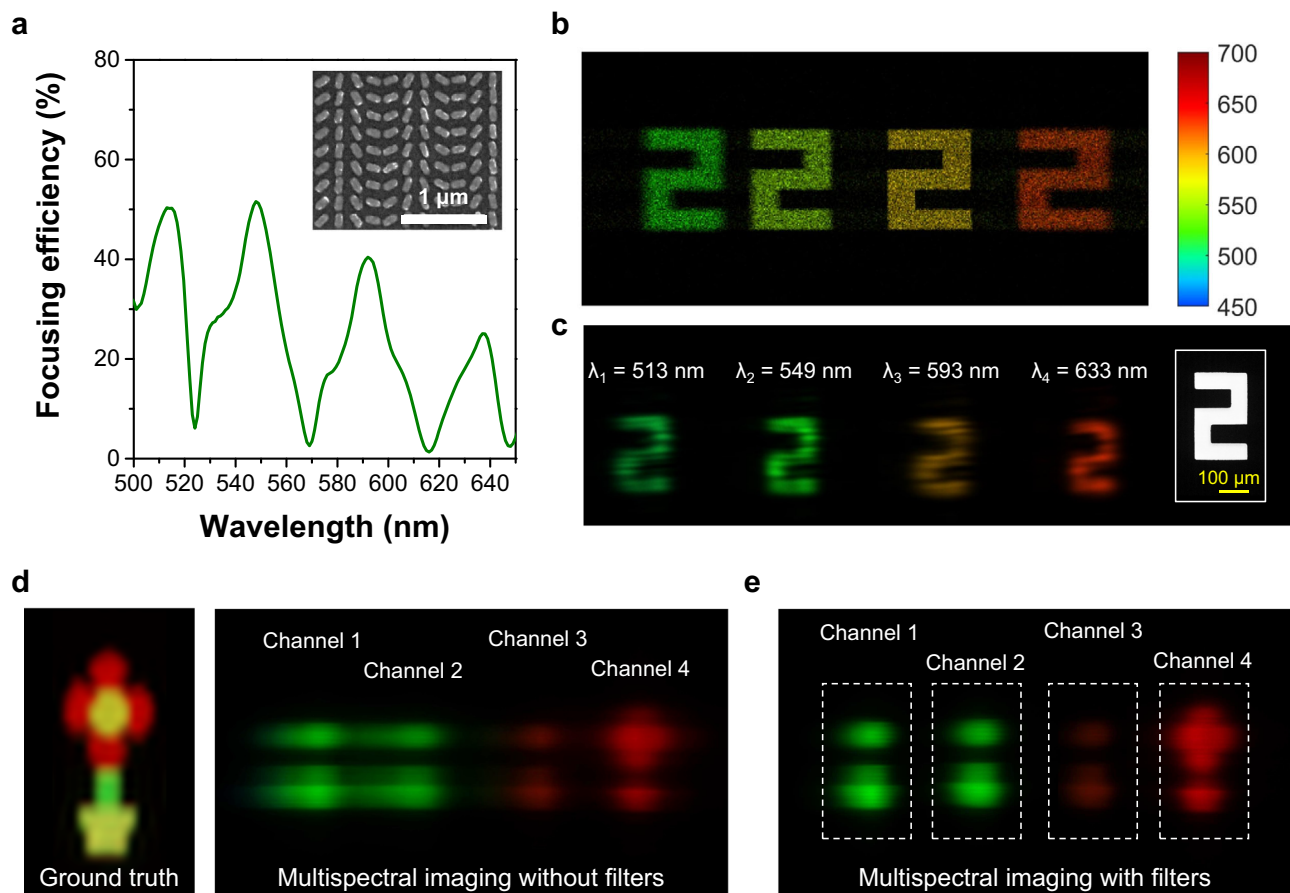 a
Focusing efficiency (%)
80
60
40
20
0
500 520 540 560 580 600 620 640
Wavelength (nm)
1 µm
b
700
650
600
550
500
450
c
λ1 = 513 nm λ2 = 549 nm λ3 = 593 nm λ4 = 633 nm
100 µm
d
Ground truth
Channel 1
Channel 2
Channel 3
Channel 4
Multispectral imaging without filters
e
Channel 1
Channel 2
Channel 3
Channel 4
Multispectral imaging with filters